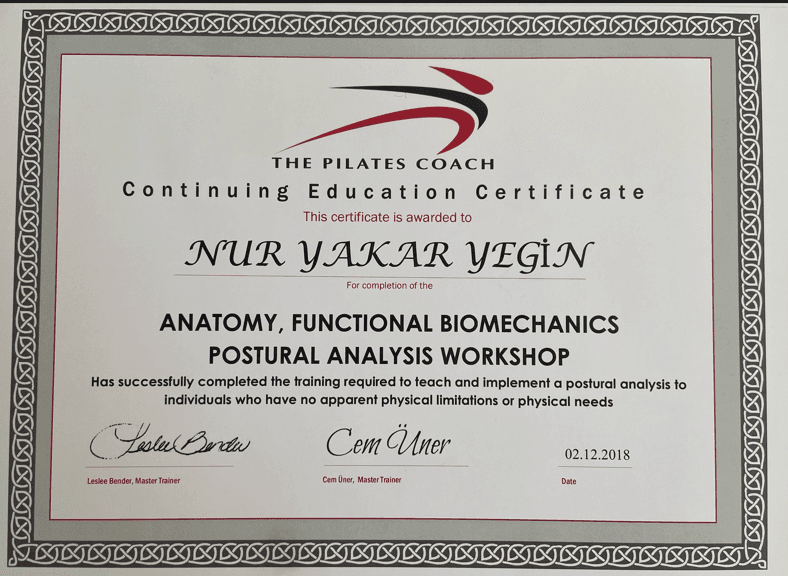 THE PILATES COACH
Continuing Education Certificate
This certificate is awarded to
NUR YAKAR YEGİN
For completion of the
ANATOMY, FUNCTIONAL BIOMECHANICS
POSTURAL ANALYSIS WORKSHOP
Has successfully completed the training required to teach and implement a postural analysis to
individuals who have no apparent physical limitations or physical needs
Leslee Bender Cem Üner 02.12.2018
Leslee Bender, Master Trainer Cem Üner, Master Trainer Date